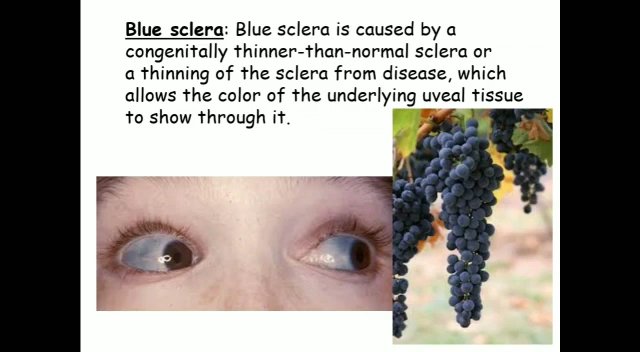 Blue sclera: Blue sclera is caused by a
congenitally thinner-than-normal sclera or
a thinning of the sclera from disease, which
allows the color of the underlying uveal tissue
to show through it.